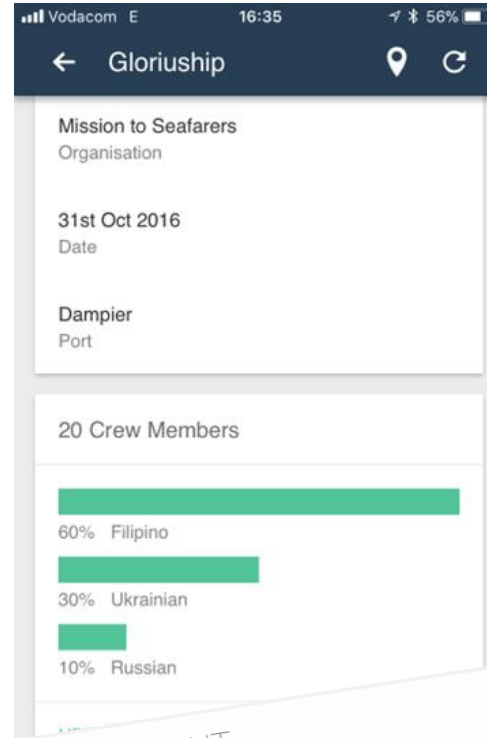 Vodacom E 16:35 56%
Gloriuship
Mission to Seafarers
Organisation
31st Oct 2016
Date
Dampier
Port
20 Crew Members
60% Filipino
30% Ukrainian
10% Russian